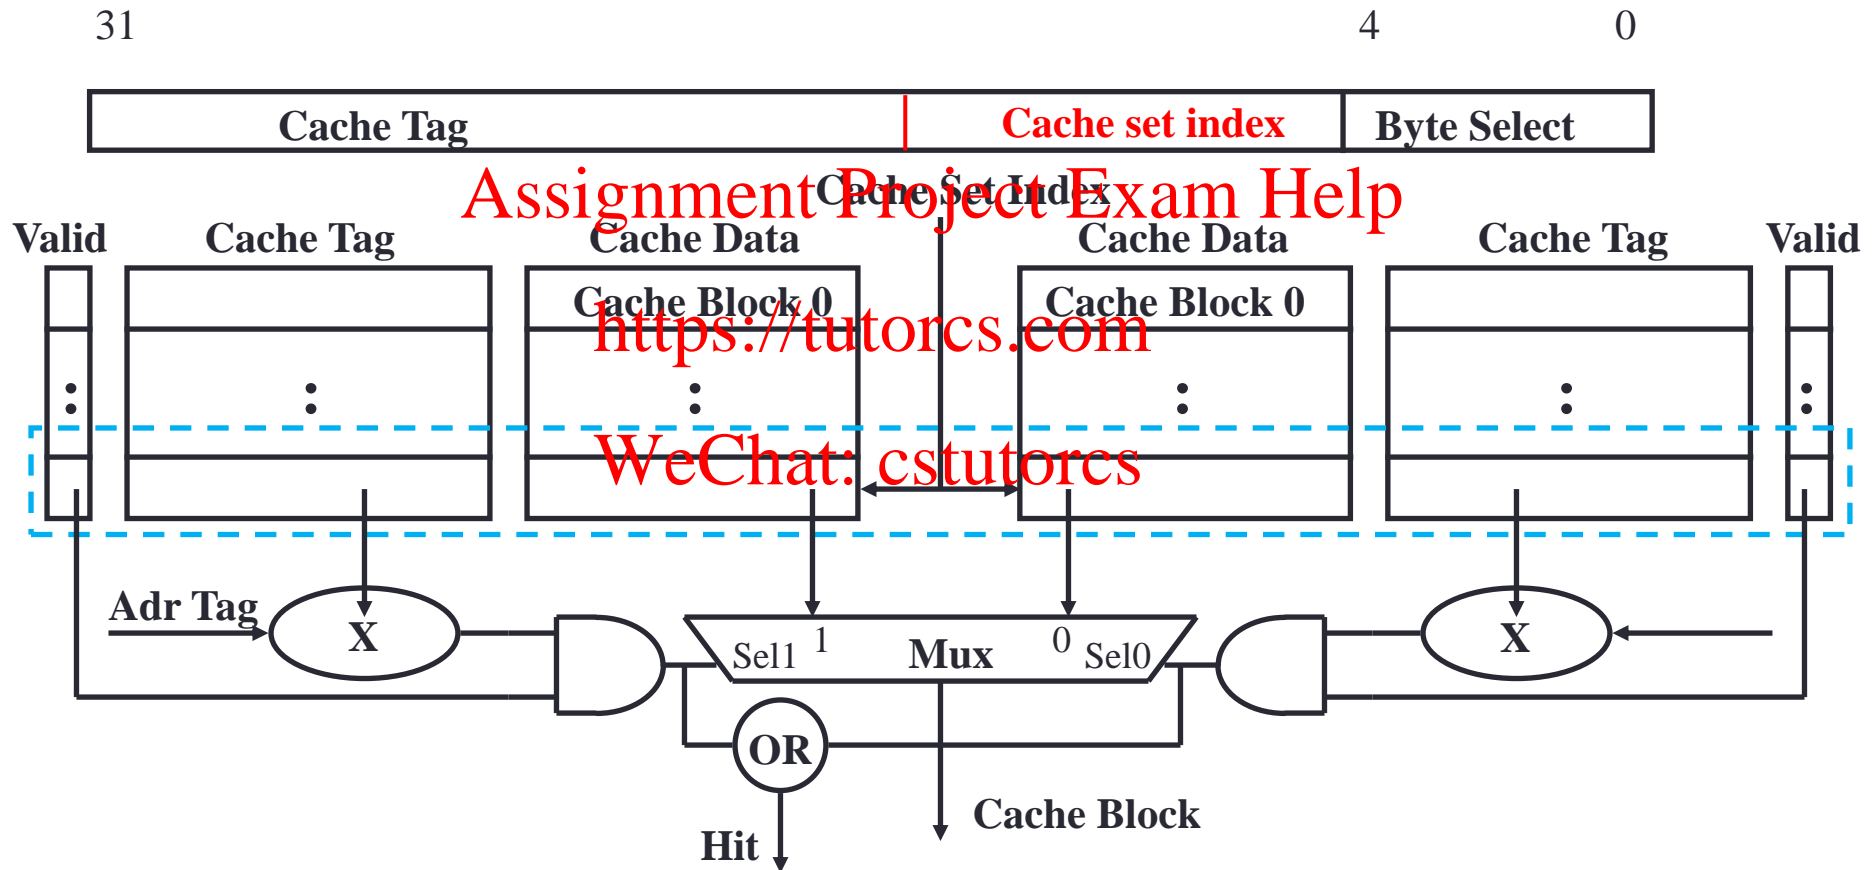 31 4 0
Cache Tag Cache set index Byte Select
Assignment Project Exam Help
Cache Set Index
Valid Cache Tag Cache Data Cache Data Cache Tag Valid
Cache Block 0 Cache Block 0
https://tutorcs.com
WeChat: cstutorcs
Adr Tag
X Sel1 1 Mux 0 Sel0 X
OR
Cache Block
Hit